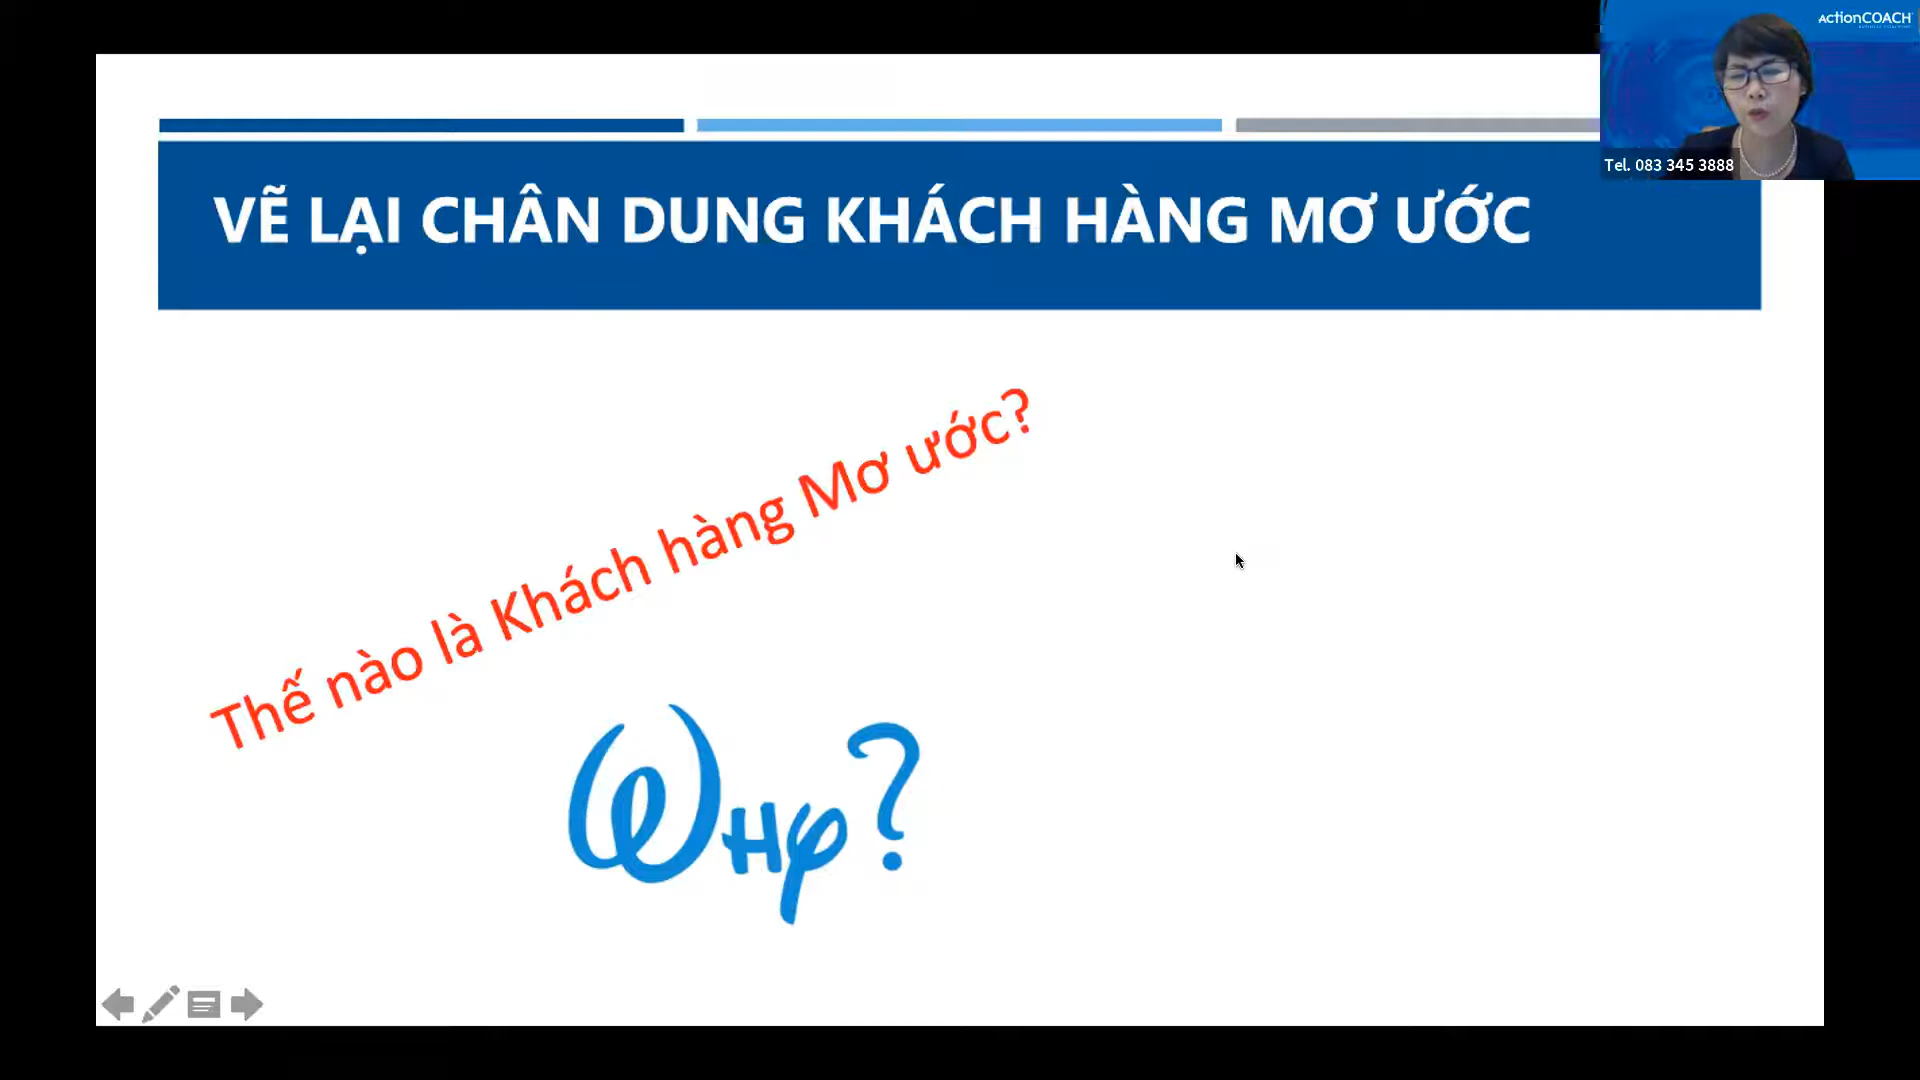 ActionCOACH
Tel. 083 345 3888
VẼ LẠI CHÂN DUNG KHÁCH HÀNG MƠ ƯỚC
Thế nào là Khách hàng Mơ ước?
Why?